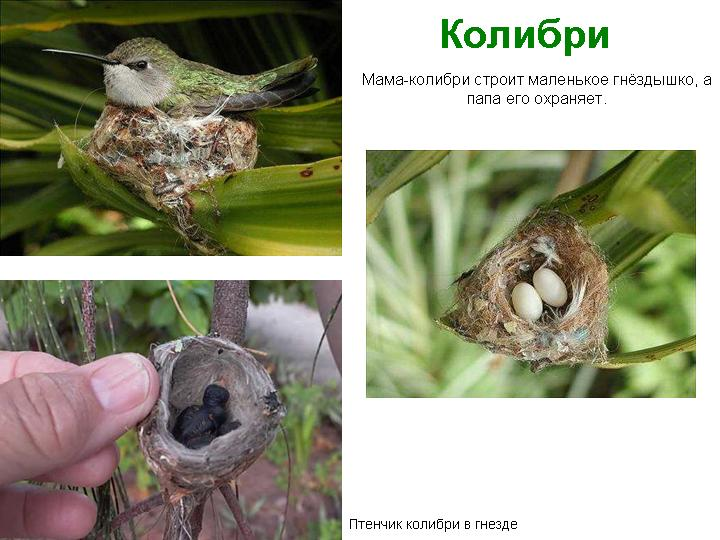 Колибри
Мама-колибри строит маленькое гнёздышко, а
папа его охраняет.
Птенчик колибри в гнезде